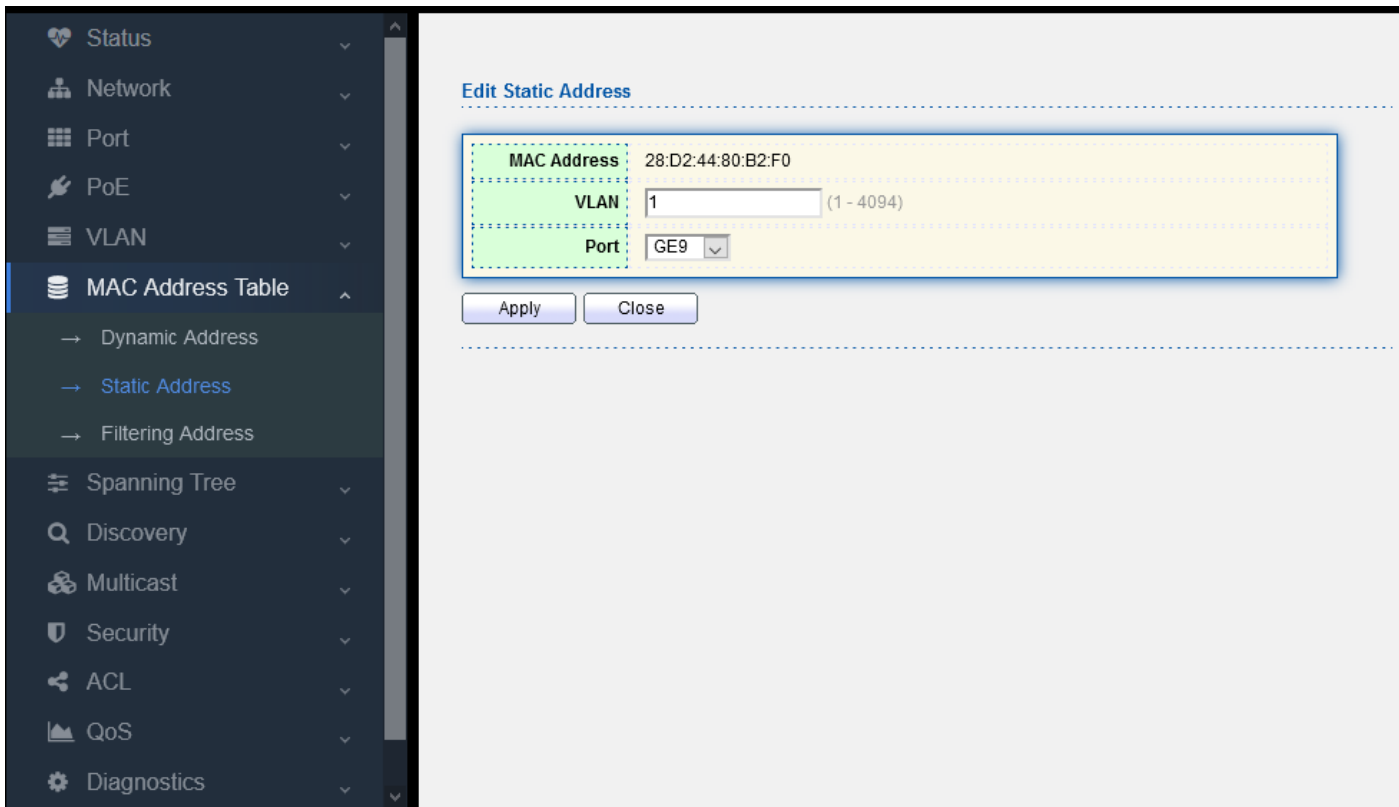 Status
Network
Port
PoE
VLAN
MAC Address Table
→ Dynamic Address
→ Static Address
→ Filtering Address
Spanning Tree
Discovery
Multicast
Security
ACL
QoS
Diagnostics
Edit Static Address
MAC Address 28:D2:44:80:B2:F0
VLAN 1 (1 - 4094)
Port GE9
Apply Close